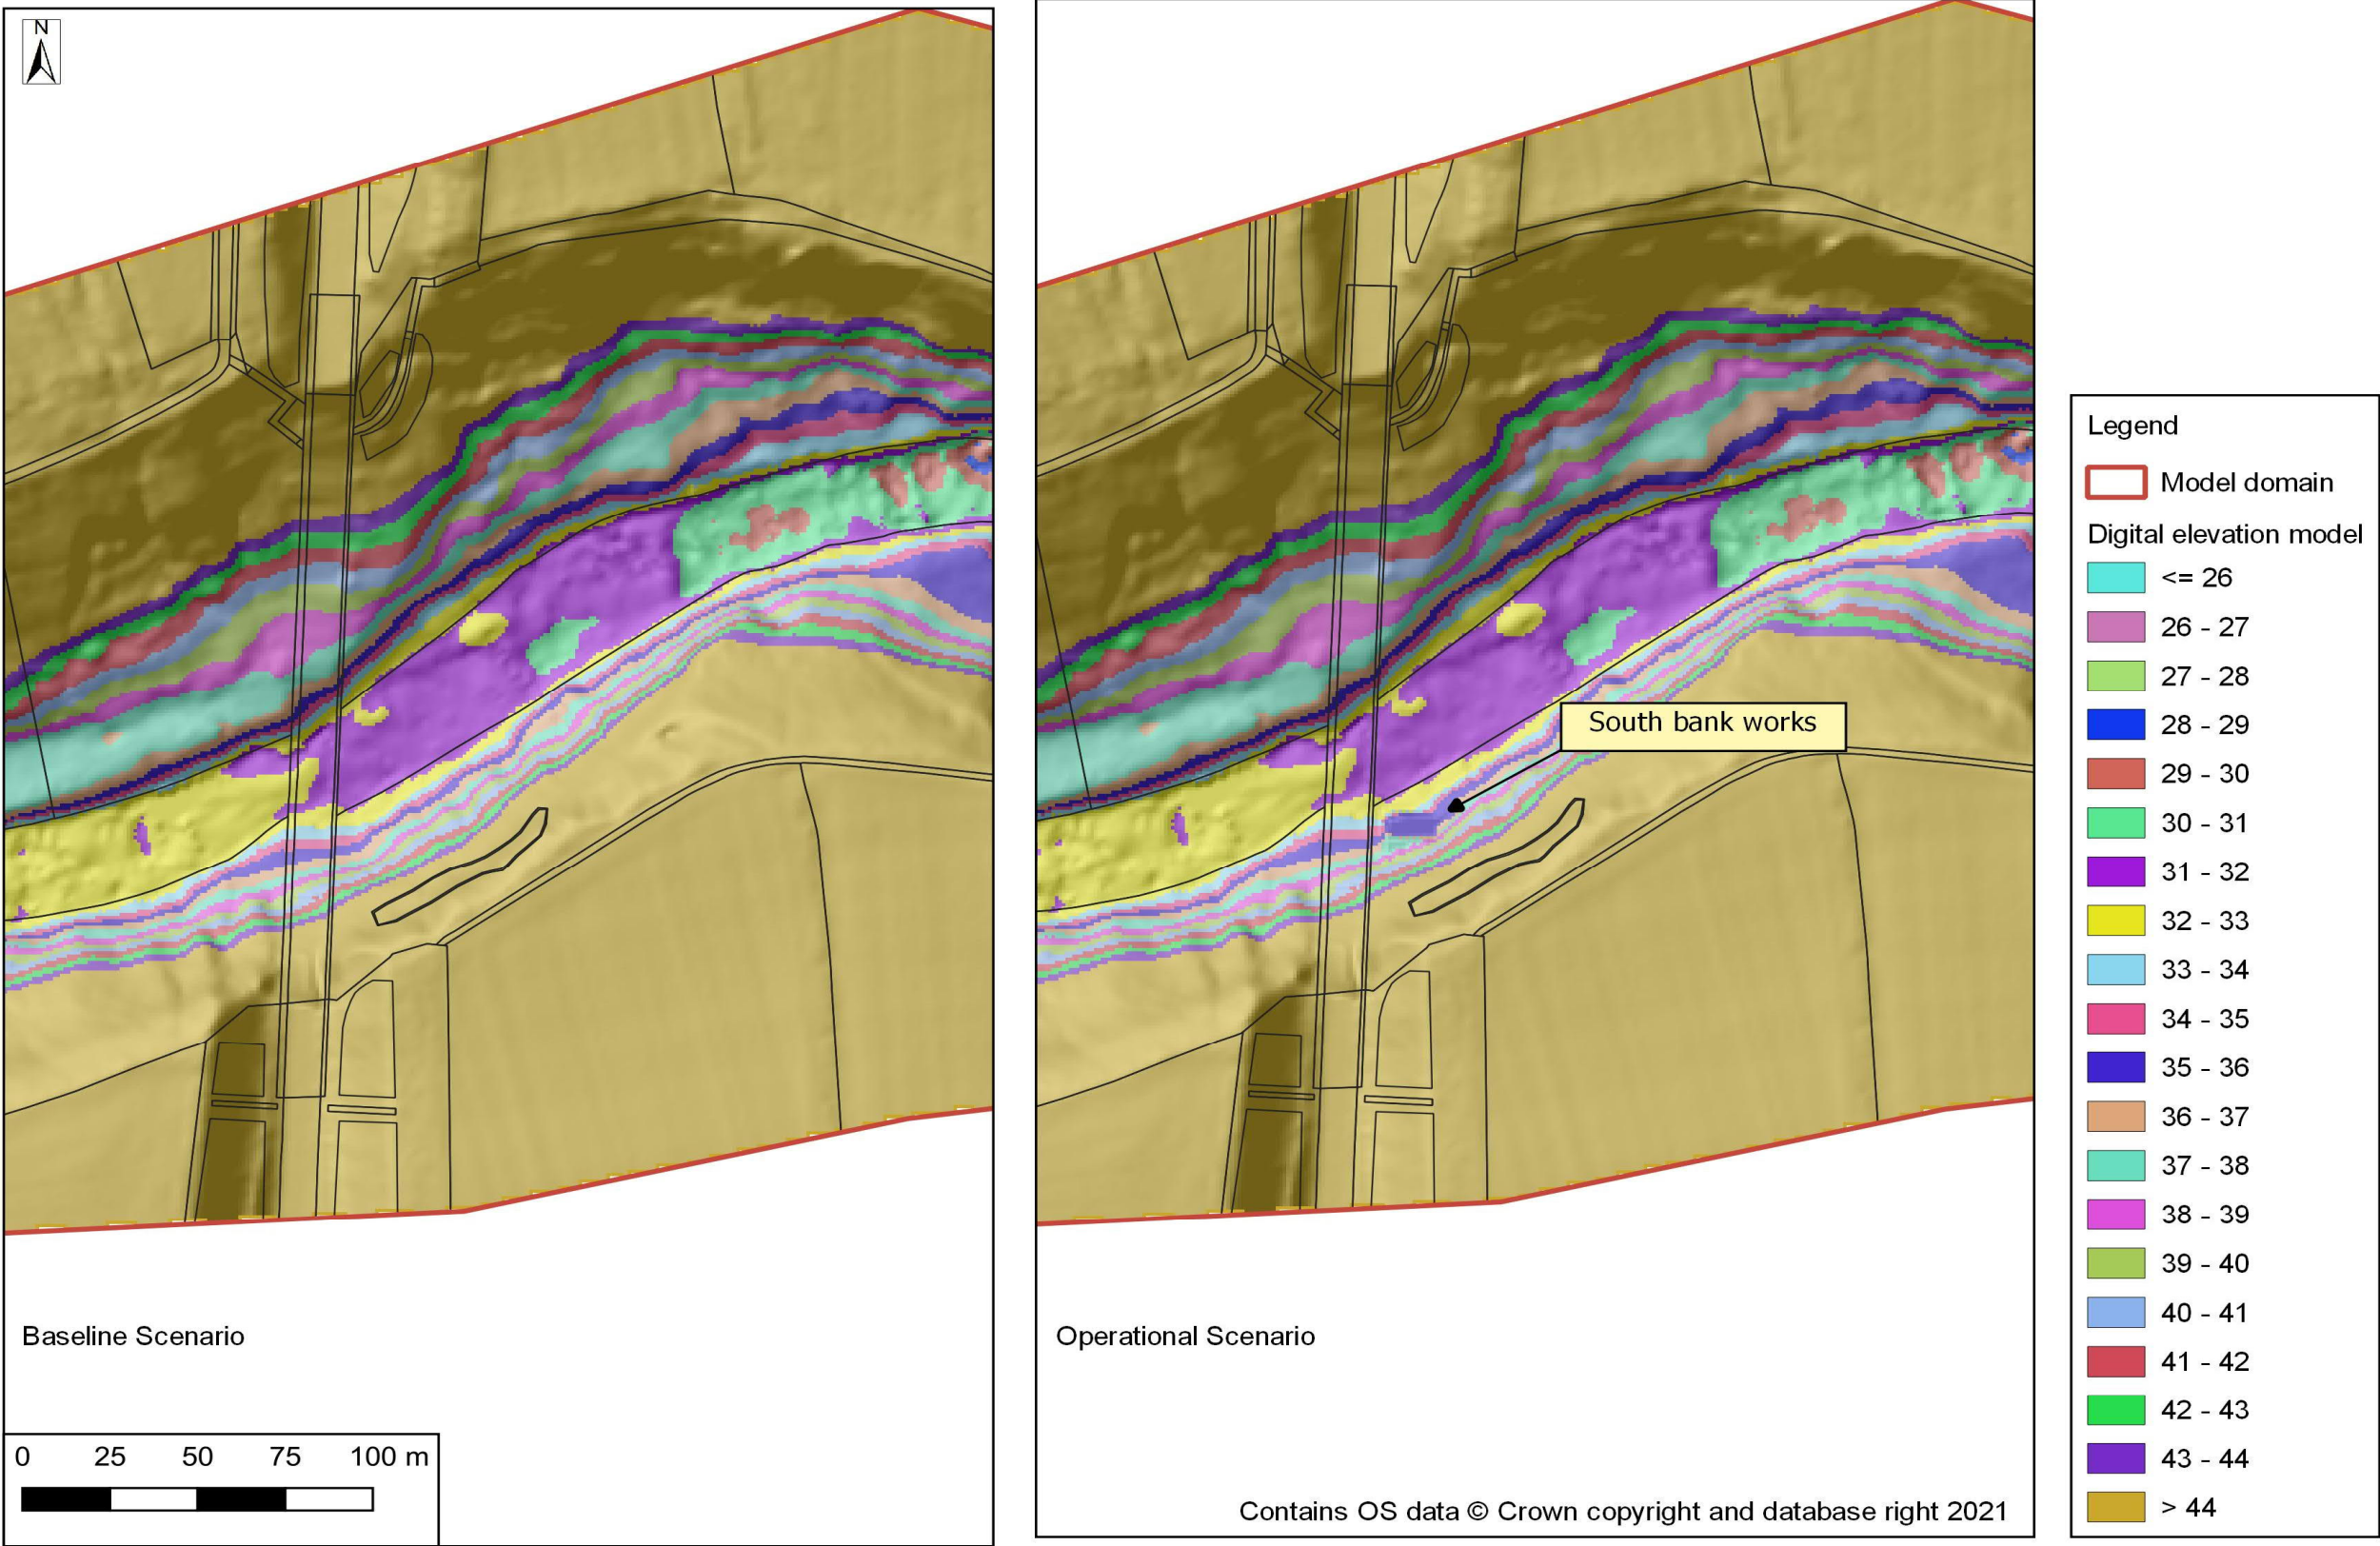 N
South bank works
Baseline Scenario
Operational Scenario
0 25 50 75 100 m
Contains OS data © Crown copyright and database right 2021
Legend
Model domain
Digital elevation model
<= 26
26 - 27
27 - 28
28 - 29
29 - 30
30 - 31
31 - 32
32 - 33
33 - 34
34 - 35
35 - 36
36 - 37
37 - 38
38 - 39
39 - 40
40 - 41
41 - 42
42 - 43
43 - 44
> 44